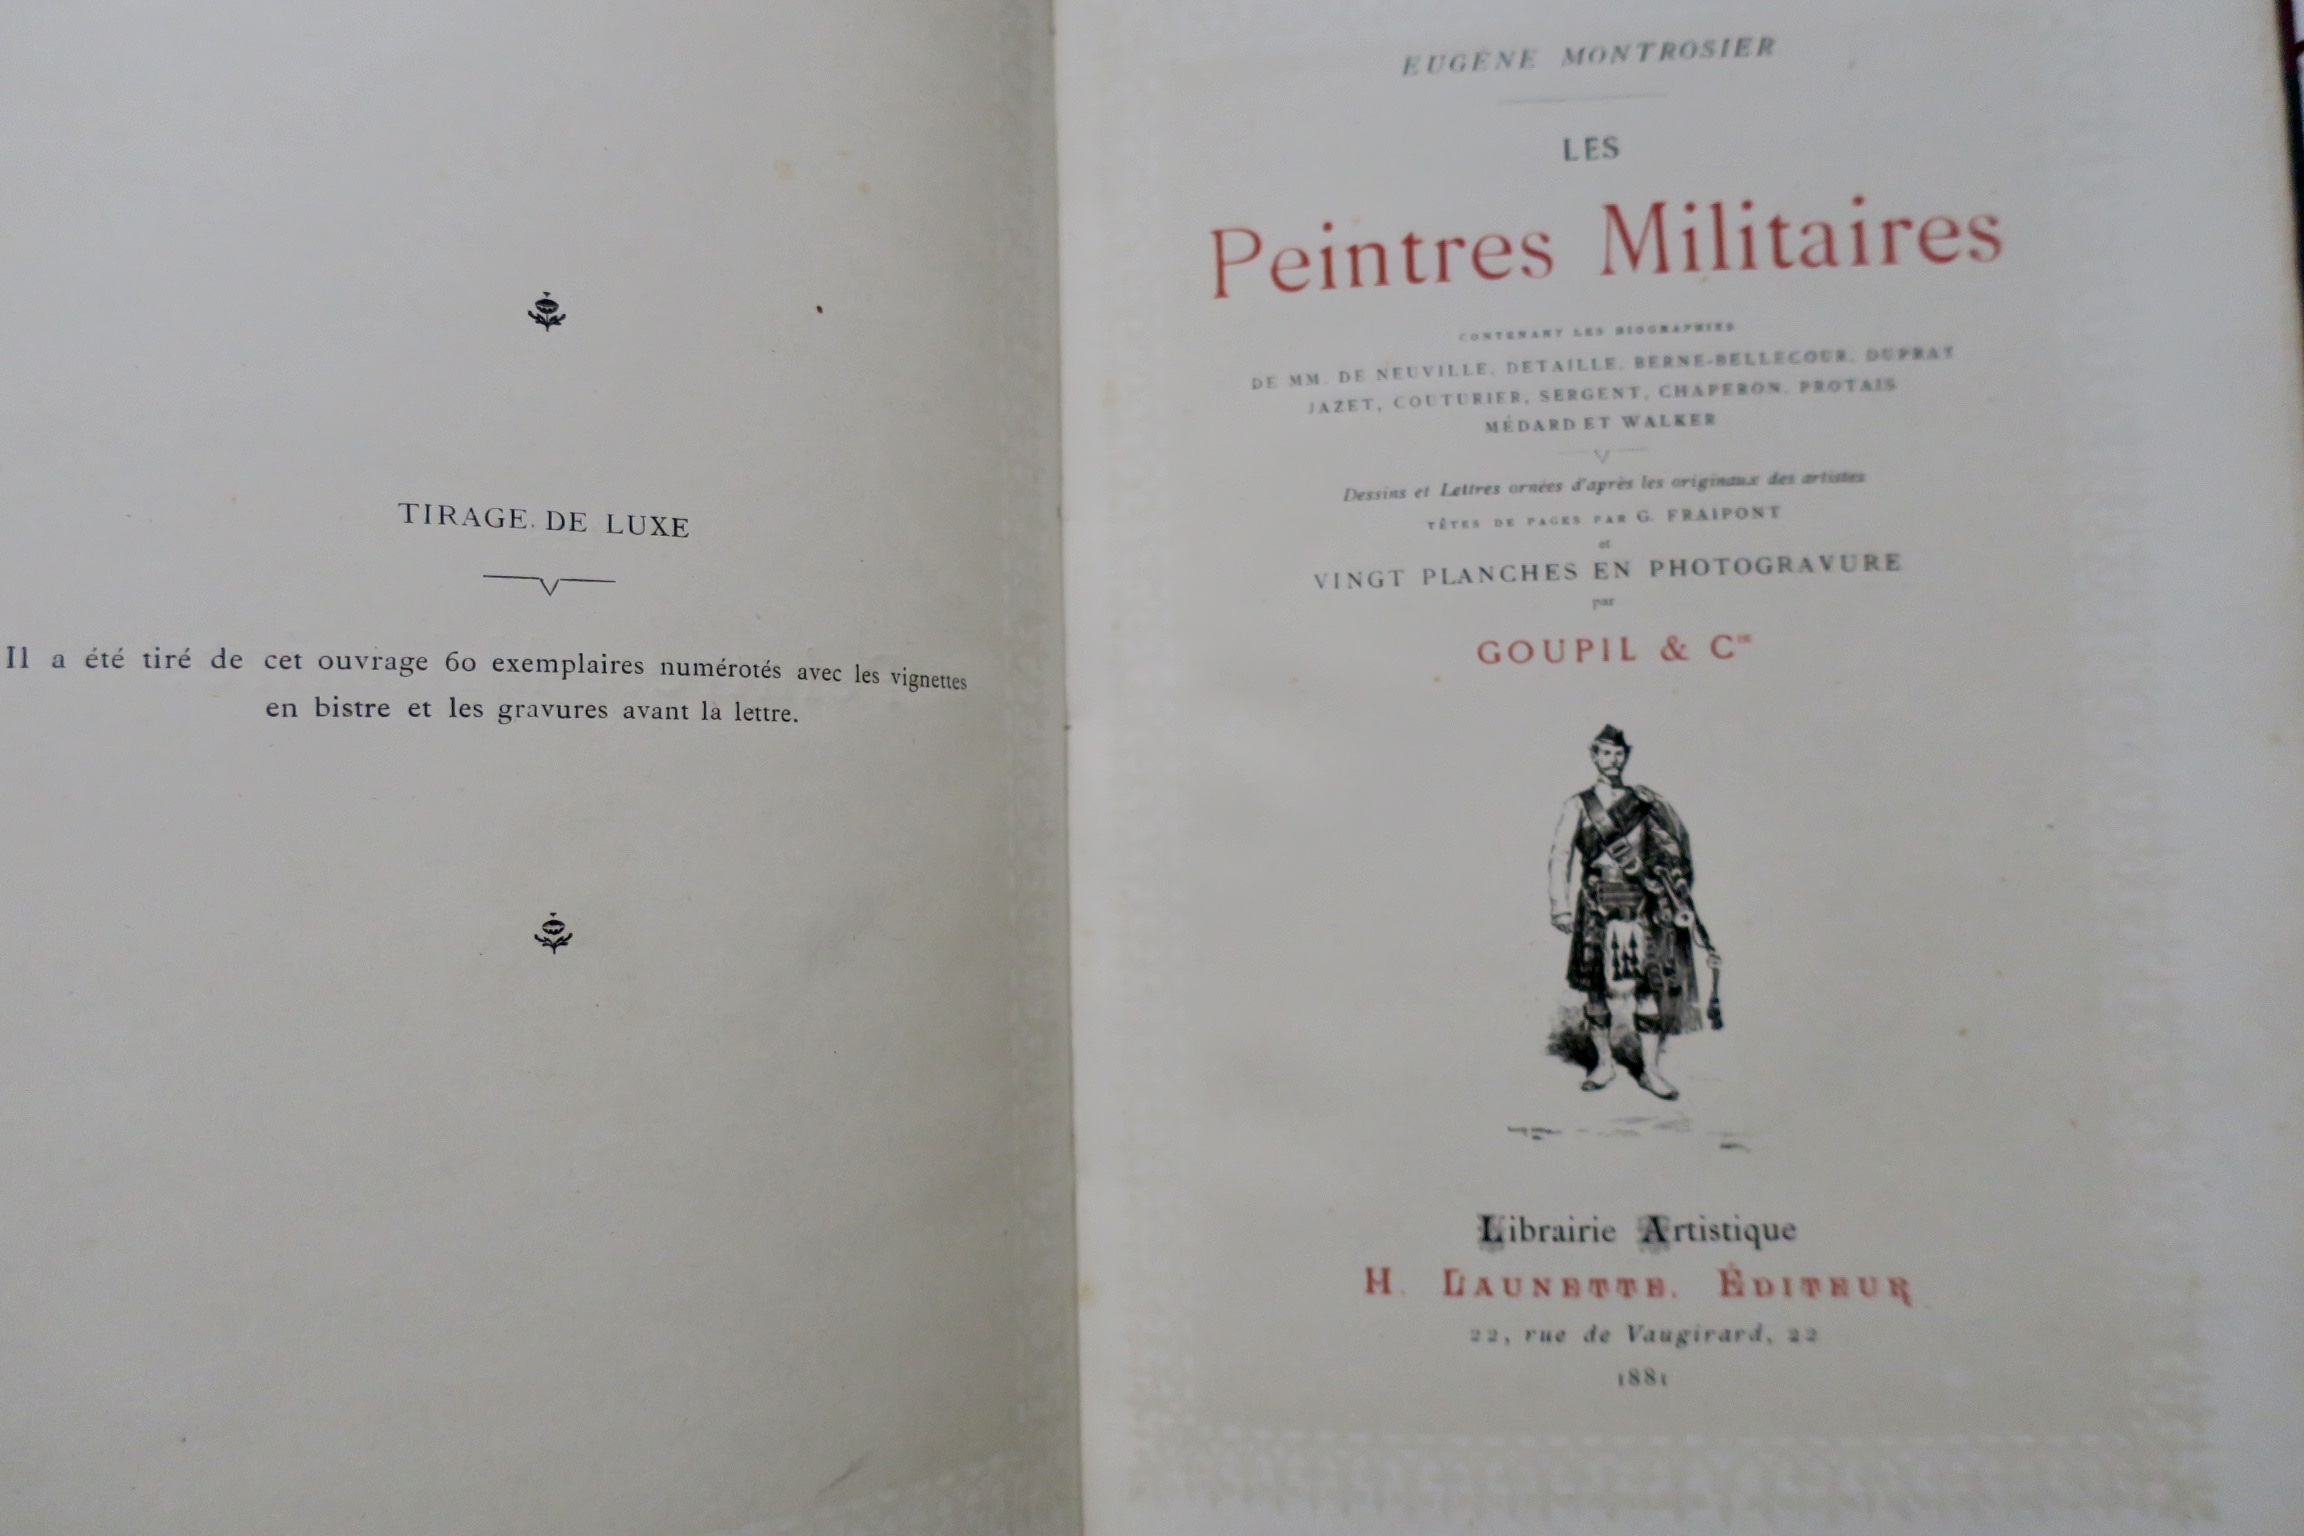 TIRAGE DE LUXE
Il a été tiré de cet ouvrage 60 exemplaires numérotés avec les vignettes
en bistre et les gravures avant la lettre.
EUGÈNE MONTROSIER
LES
Peintres Militaires
CONTENANT LES BIOGRAPHIES
DE MM. DE NEUVILLE, DETAILLE, BERNE-BELLECOUR, DUPRAY
JAZET, COUTURIER, SERGENT, CHAPERON, PROTAIS
MÉDARD ET WALKER
Dessins et Lettres ornées d'après les originaux des artistes
TÊTES DE PAGES PAR G. FRAIPONT
et
VINGT PLANCHES EN PHOTOGRAVURE
par
GOUPIL & Cie
Librairie Artistique
H. LAUNETTE, ÉDITEUR
22, rue de Vaugirard, 22
1881